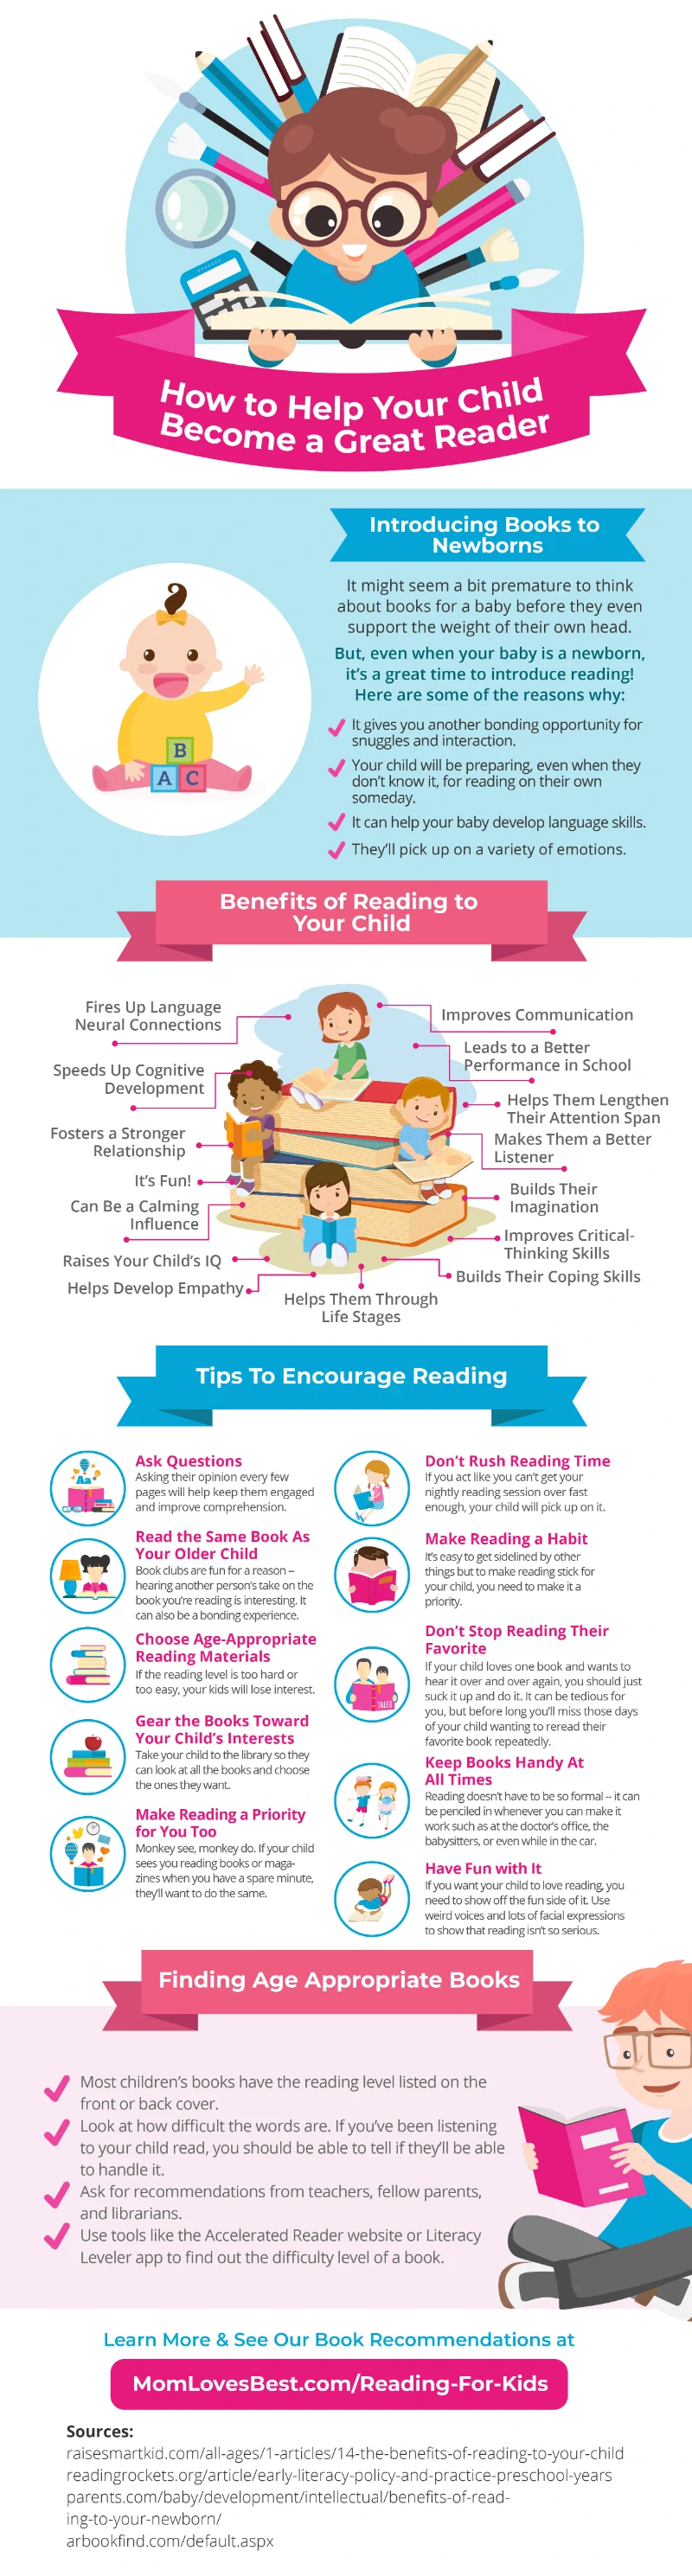 How to Help Your Child
Become a Great Reader
Introducing Books to
Newborns
It might seem a bit premature to think
about books for a baby before they even
support the weight of their own head.
But, even when your baby is a newborn,
it's a great time to introduce reading!
Here are some of the reasons why:
It gives you another bonding opportunity for
snuggles and interaction.
Your child will be preparing, even when they
don't know it, for reading on their own
someday.
It can help your baby develop language skills.
They'll pick up on a variety of emotions.
B
A C
Benefits of Reading to
Your Child
Fires Up Language
Neural Connections
Speeds Up Cognitive
Development
Fosters a Stronger
Relationship
It's Fun!
Can Be a Calming
Influence
Raises Your Child's IQ
Helps Develop Empathy
Helps Them Through
Life Stages
Improves Communication
Leads to a Better
Performance in School
Helps Them Lengthen
Their Attention Span
Makes Them a Better
Listener
Builds Their
Imagination
Improves Critical-
Thinking Skills
Builds Their Coping Skills
Tips To Encourage Reading
Aa
Ask Questions
Asking their opinion every few
pages will help keep them engaged
and improve comprehension.
Read the Same Book As
Your Older Child
Book clubs are fun for a reason –
hearing another person's take on the
book you're reading is interesting. It
can also be a bonding experience.
Choose Age-Appropriate
Reading Materials
If the reading level is too hard or
too easy, your kids will lose interest.
Gear the Books Toward
Your Child's Interests
Take your child to the library so they
can look at all the books and choose
the ones they want.
Make Reading a Priority
for You Too
Monkey see, monkey do. If your child
sees you reading books or maga-
zines when you have a spare minute,
they'll want to do the same.
Don't Rush Reading Time
If you act like you can't get your
nightly reading session over fast
enough, your child will pick up on it.
Make Reading a Habit
It's easy to get sidelined by other
things but to make reading stick for
your child, you need to make it a
priority.
Don't Stop Reading Their
Favorite
If your child loves one book and wants to
hear it over and over again, you should just
suck it up and do it. It can be tedious for
you, but before long you'll miss those days
of your child wanting to reread their
favorite book repeatedly.
TALES
Keep Books Handy At
All Times
Reading doesn't have to be so formal – it can
be penciled in whenever you can make it
work such as at the doctor's office, the
babysitters, or even while in the car.
Have Fun with It
If you want your child to love reading, you
need to show off the fun side of it. Use
weird voices and lots of facial expressions
to show that reading isn't so serious.
Finding Age Appropriate Books
Most children's books have the reading level listed on the
front or back cover.
Look at how difficult the words are. If you've been listening
to your child read, you should be able to tell if they'll be able
to handle it.
Ask for recommendations from teachers, fellow parents,
and librarians.
Use tools like the Accelerated Reader website or Literacy
Leveler app to find out the difficulty level of a book.
Learn More & See Our Book Recommendations at
MomLovesBest.com/Reading-For-Kids
Sources:
raisesmartkid.com/all-ages/1-articles/14-the-benefits-of-reading-to-your-child
readingrockets.org/article/early-literacy-policy-and-practice-preschool-years
parents.com/baby/development/intellectual/benefits-of-read-
ing-to-your-newborn/
arbookfind.com/default.aspx